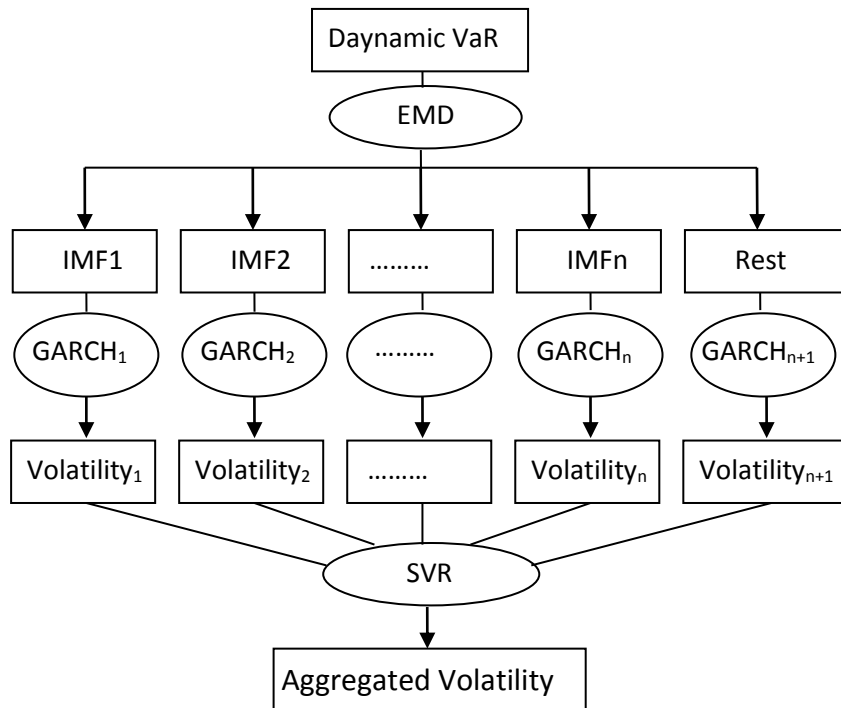 Daynamic VaR
EMD
IMF1 IMF2 ......... IMFn Rest
GARCH₁ GARCH₂ ......... GARCHₙ GARCHₙ₊₁
Volatility₁ Volatility₂ ......... Volatilityₙ Volatilityₙ₊₁
SVR
Aggregated Volatility